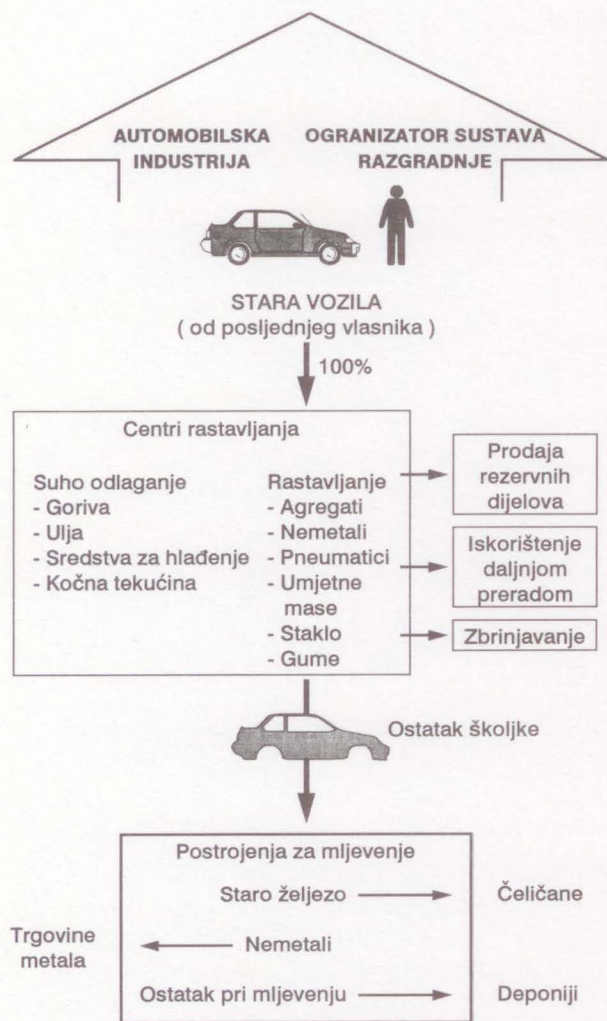 AUTOMOBILSKA
INDUSTRIJA
OGRANIZATOR SUSTAVA
RAZGRADNJE
STARA VOZILA
( od posljednjeg vlasnika )
100%
Centri rastavljanja
Suho odlaganje
- Goriva
- Ulja
- Sredstva za hlađenje
- Kočna tekućina
Rastavljanje
- Agregati
- Nemetali
- Pneumatici
- Umjetne
mase
- Staklo
- Gume
Prodaja
rezervnih
dijelova
Iskorištenje
daljnjom
preradom
Zbrinjavanje
Ostatak školjke
Postrojenja za mljevenje
Staro željezo
Čeličane
Trgovine
metala
Nemetali
Ostatak pri mljevenju
Deponiji